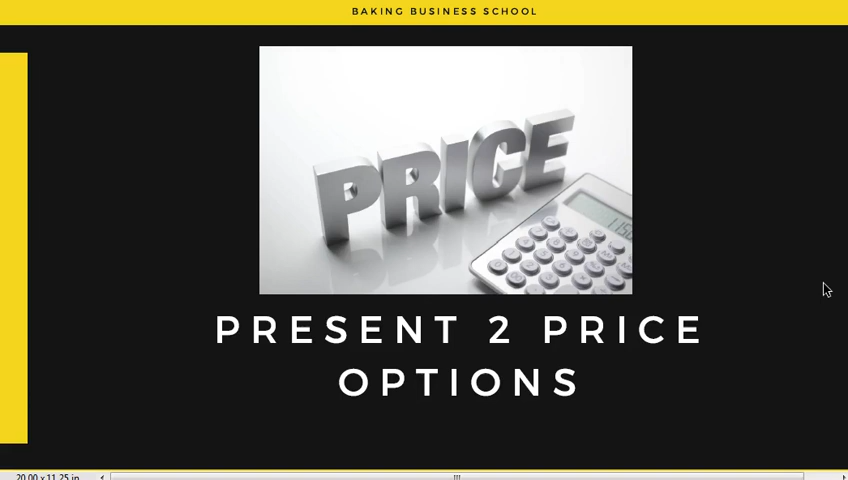 BAKING BUSINESS SCHOOL
PRICE
PRESENT 2 PRICE
OPTIONS
20.00 x 11.25 in